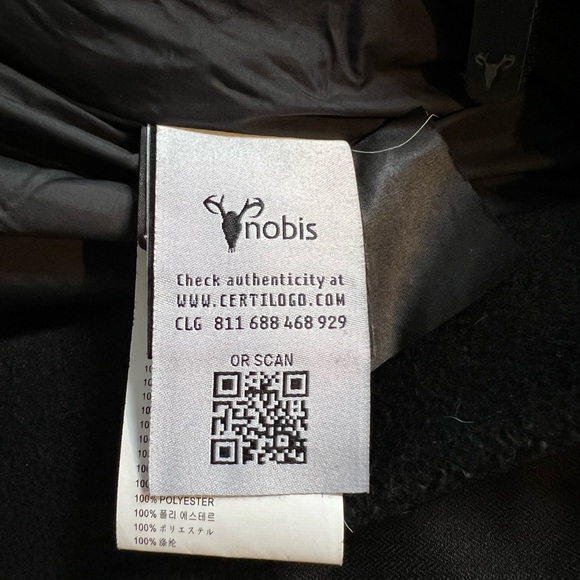 nobis
Check authenticity at
WWW.CERTILOGO.COM
CLG 811 688 468 929
OR SCAN
100% POLYESTER
100% 폴리 에스테르
100% ポリエステル
100% 涤纶